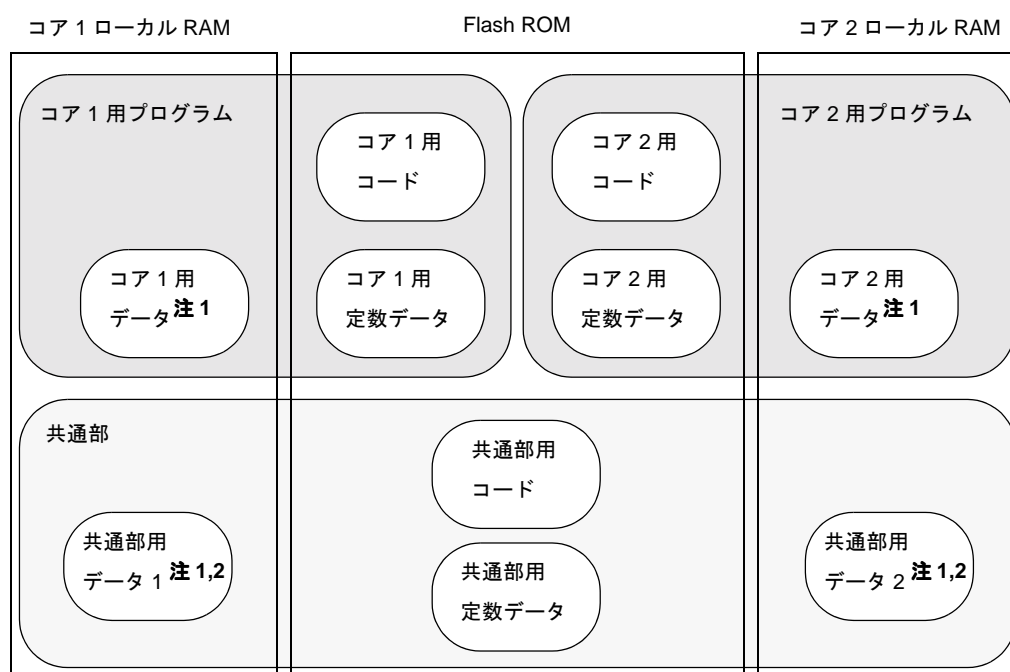 コア 1 ローカル RAM
Flash ROM
コア 2 ローカル RAM
コア 1 用プログラム
コア 1 用
コード
コア 2 用
コード
コア 2 用プログラム
コア 1 用
データ注 1
コア 1 用
定数データ
コア 2 用
定数データ
コア 2 用
データ注 1
共通部
共通部用
コード
共通部用
データ 1 注 1,2
共通部用
定数データ
共通部用
データ 2 注 1,2